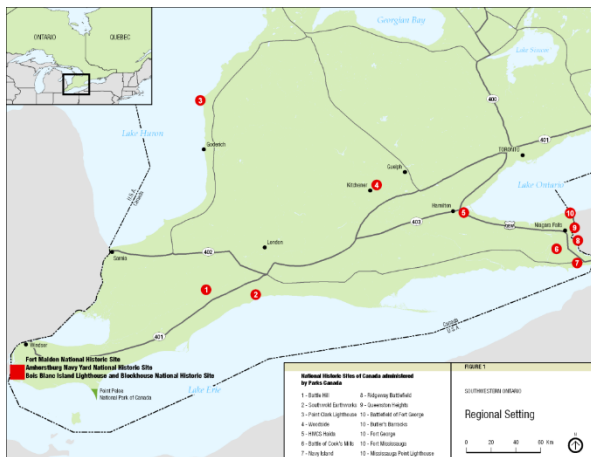 ONTARIO
QUEBEC
Georgian Bay
Lake Simcoe
400
401
TORONTO
Lake Huron
3
Goderich
U.S.A.
Canada
Guelph
Kitchener
4
Lake Ontario
Hamilton
5
403
10
9
Niagara Falls
8
6
7
London
Sarnia
402
1
2
401
Canada
U.S.A.
Windsor
Fort Malden National Historic Site
Amherstburg Navy Yard National Historic Site
Bois Blanc Island Lighthouse and Blockhouse National Historic Site
Point Pelee
National Park of Canada
Lake Erie
National Historic Sites of Canada administered
by Parks Canada
1 - Battle Hill
2 - Southwold Earthworks
3 - Point Clark Lighthouse
4 - Woodside
5 - HMCS Haida
6 - Battle of Cook's Mills
7 - Navy Island
8 - Ridgeway Battlefield
9 - Queenston Heights
10 - Battlefield of Fort George
10 - Butler's Barracks
10 - Fort George
10 - Fort Mississauga
10 - Mississauga Point Lighthouse
FIGURE 1
SOUTHWESTERN ONTARIO
Regional Setting
0 20 40 60 Km
N